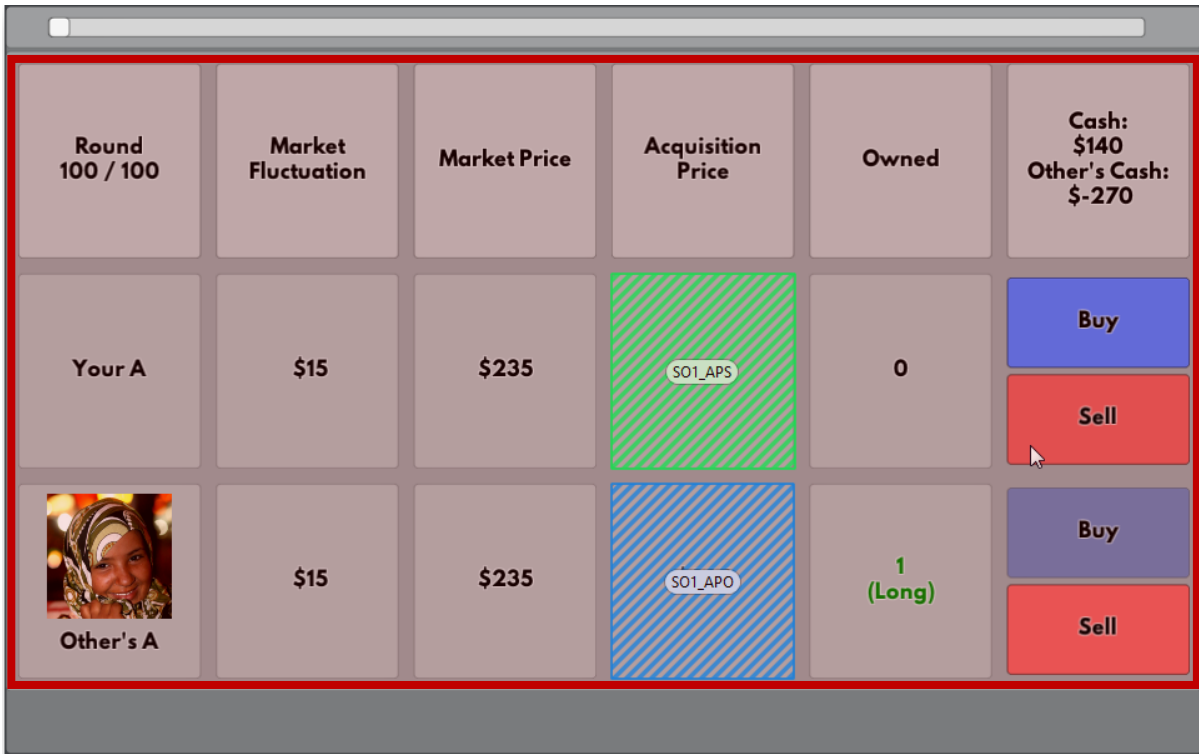 Round
100 / 100
Market
Fluctuation
Market Price
Acquisition
Price
Owned
Cash:
$140
Other's Cash:
$-270
Your A
$15
$235
SO1_APS
0
Buy
Sell
Other's A
$15
$235
SO1_APO
1
(Long)
Buy
Sell